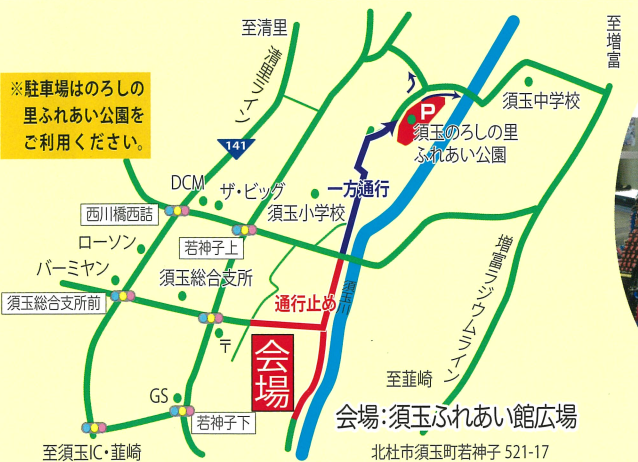 至清里
清里ライン
至増富
※駐車場はのろしの
里ふれあい公園を
ご利用ください。
141
P
須玉中学校
須玉のろしの里
ふれあい公園
DCM
ザ・ビッグ
一方通行
西川橋西詰
須玉小学校
ローソン
若神子上
バーミヤン
須玉総合支所
須玉川
増富ラジウムライン
須玉総合支所前
通行止め
〒
会場
至韮崎
GS
若神子下
会場:須玉ふれあい館広場
至須玉IC・韮崎
北杜市須玉町若神子 521-17